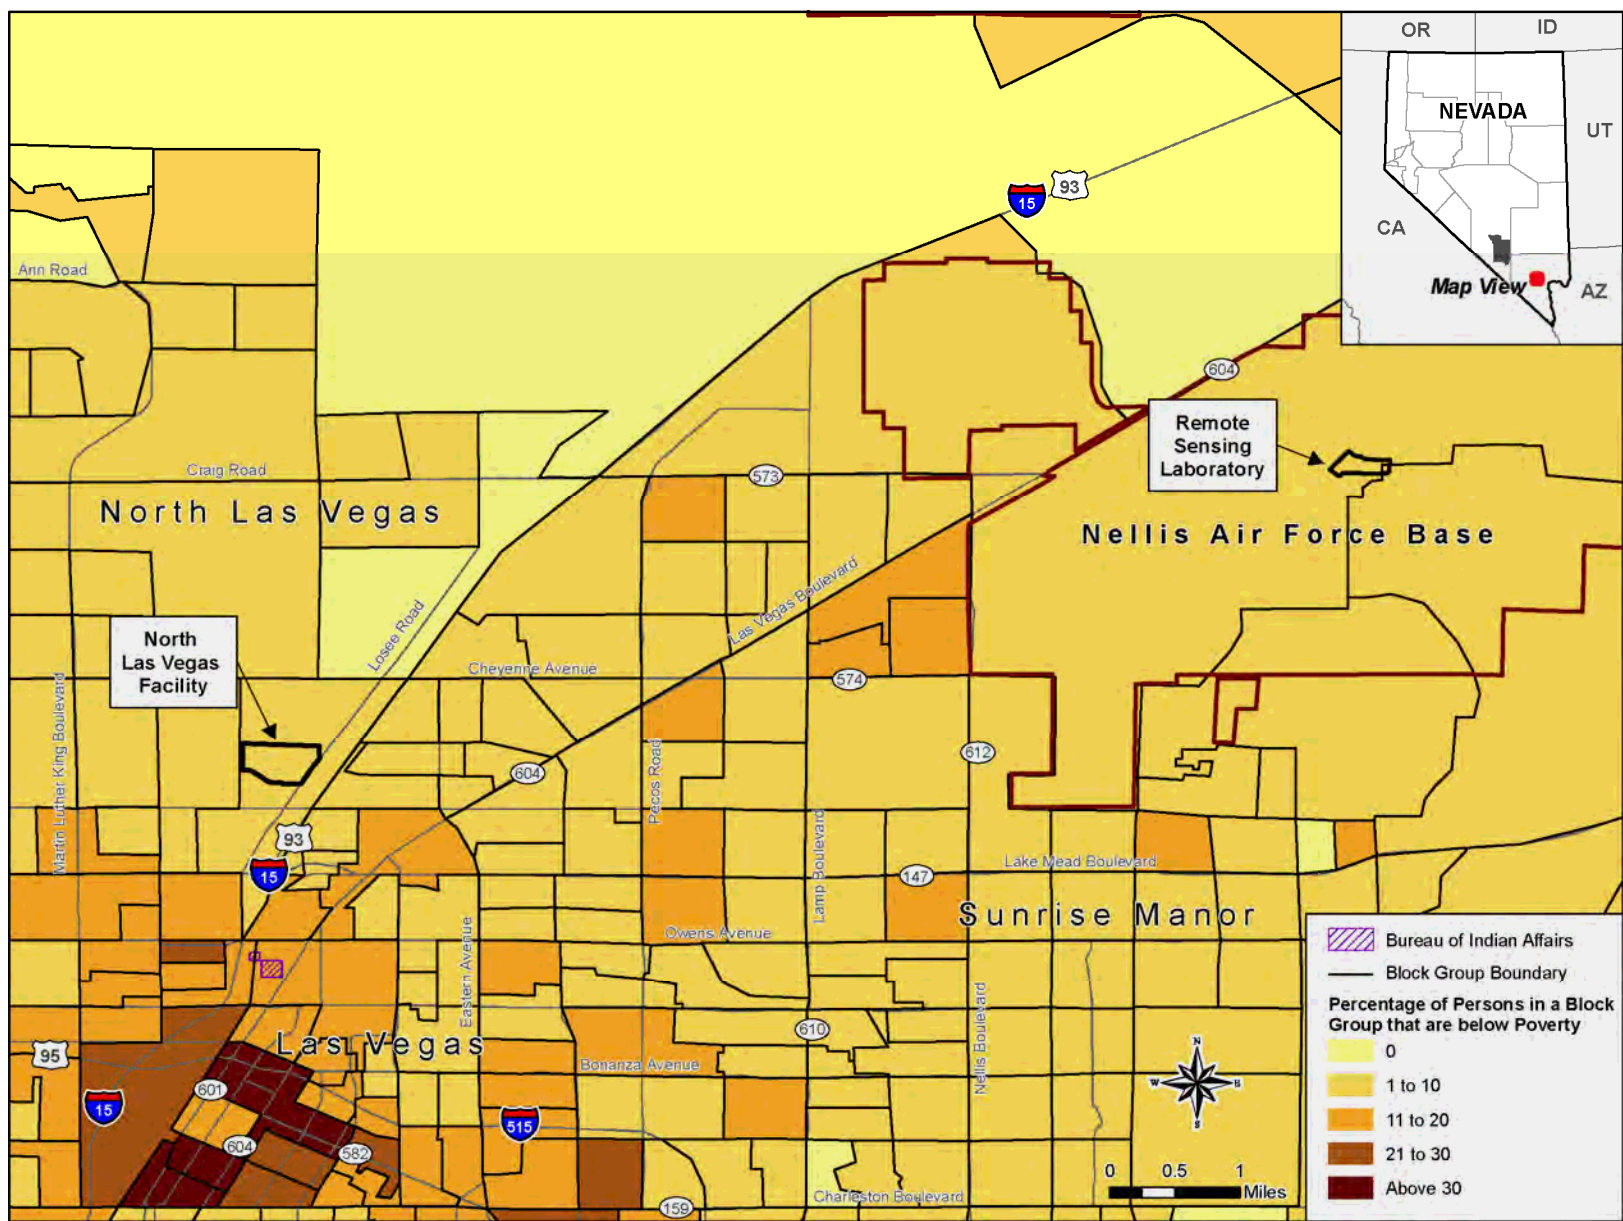 OR
ID
NEVADA
UT
CA
Map View
AZ
93
15
Ann Road
604
Remote
Sensing
Laboratory
Craig Road
573
North Las Vegas
Nellis Air Force Base
Las Vegas Boulevard
Losee Road
North
Las Vegas
Facility
Cheyenne Avenue
574
Martin Luther King Boulevard
Pecos Road
612
604
93
15
Lamp Boulevard
Lake Mead Boulevard
147
Sunrise Manor
Owens Avenue
Eastern Avenue
Nellis Boulevard
610
Las Vegas
95
Bonanza Avenue
601
15
515
604
582
Charleston Boulevard
159
N
W
E
S
0 0.5 1
Miles
Bureau of Indian Affairs
Block Group Boundary
Percentage of Persons in a Block
Group that are below Poverty
0
1 to 10
11 to 20
21 to 30
Above 30